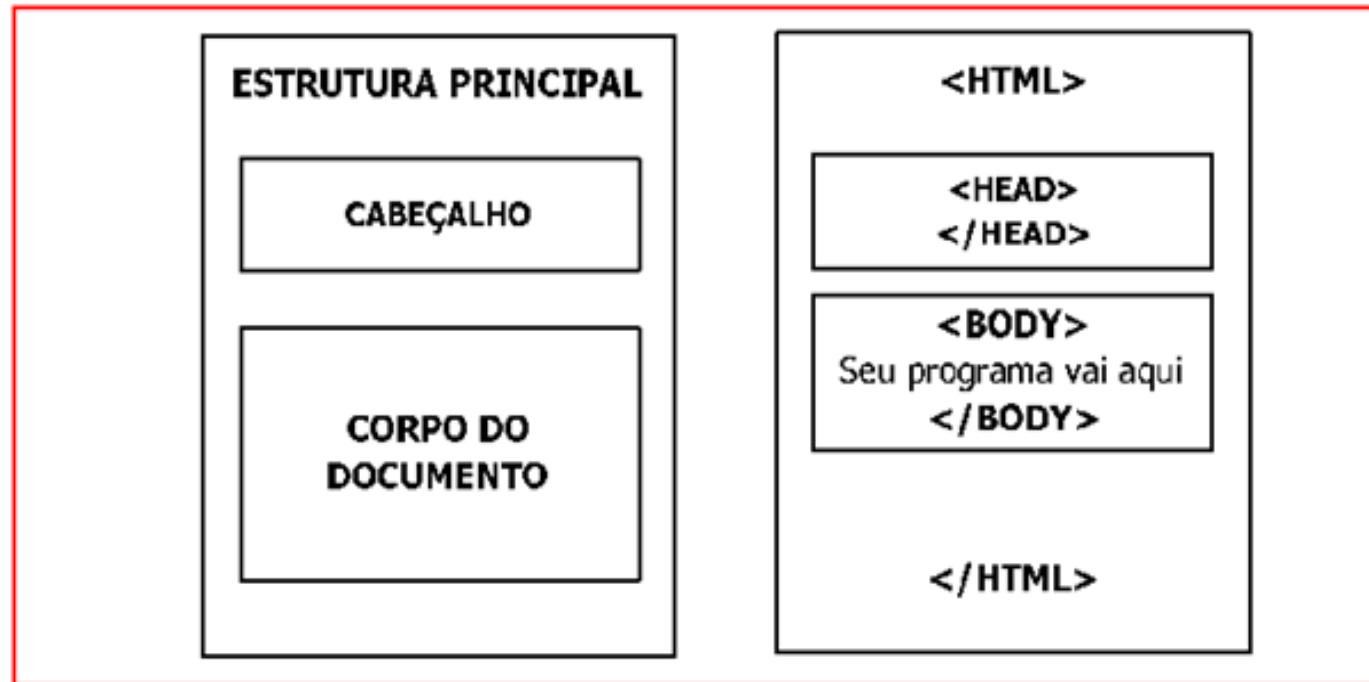 ESTRUTURA PRINCIPAL
CABEÇALHO
CORPO DO
DOCUMENTO
<HTML>
<HEAD>
</HEAD>
<BODY>
Seu programa vai aqui
</BODY>
</HTML>